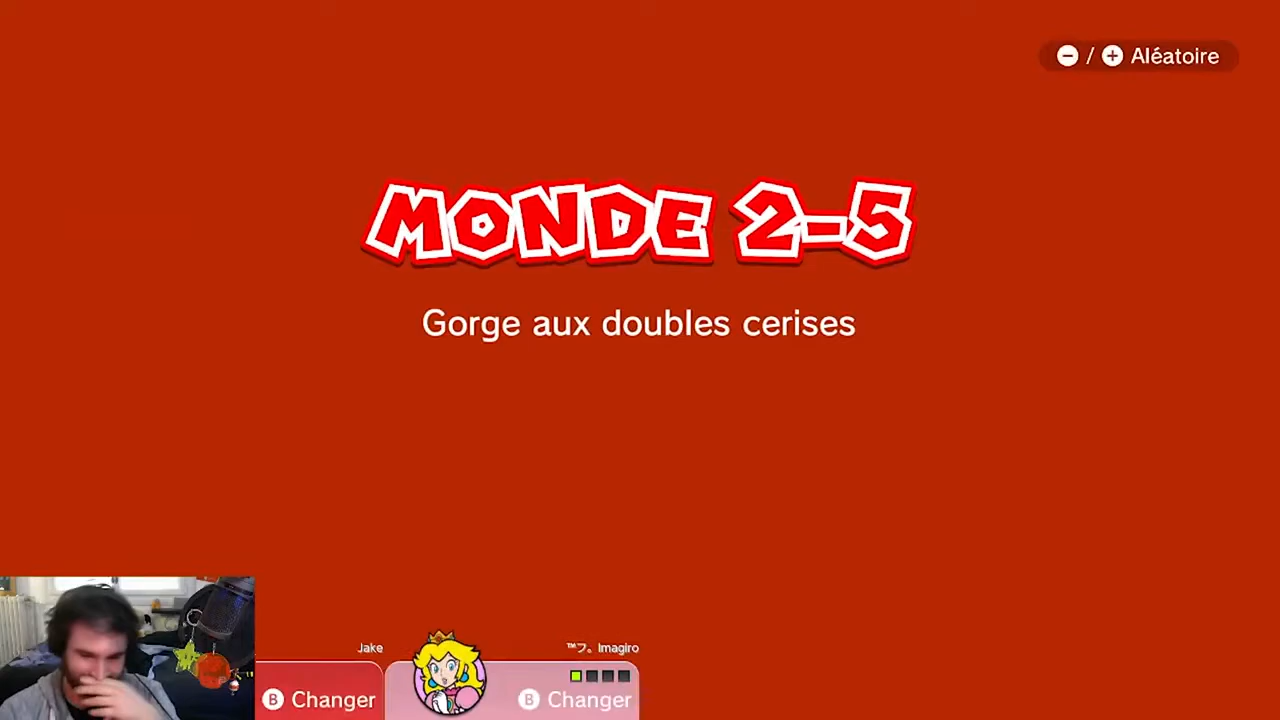 − / + Aléatoire
MONDE 2-5
Gorge aux doubles cerises
Jake
™フ。Imagiro
B Changer
B Changer